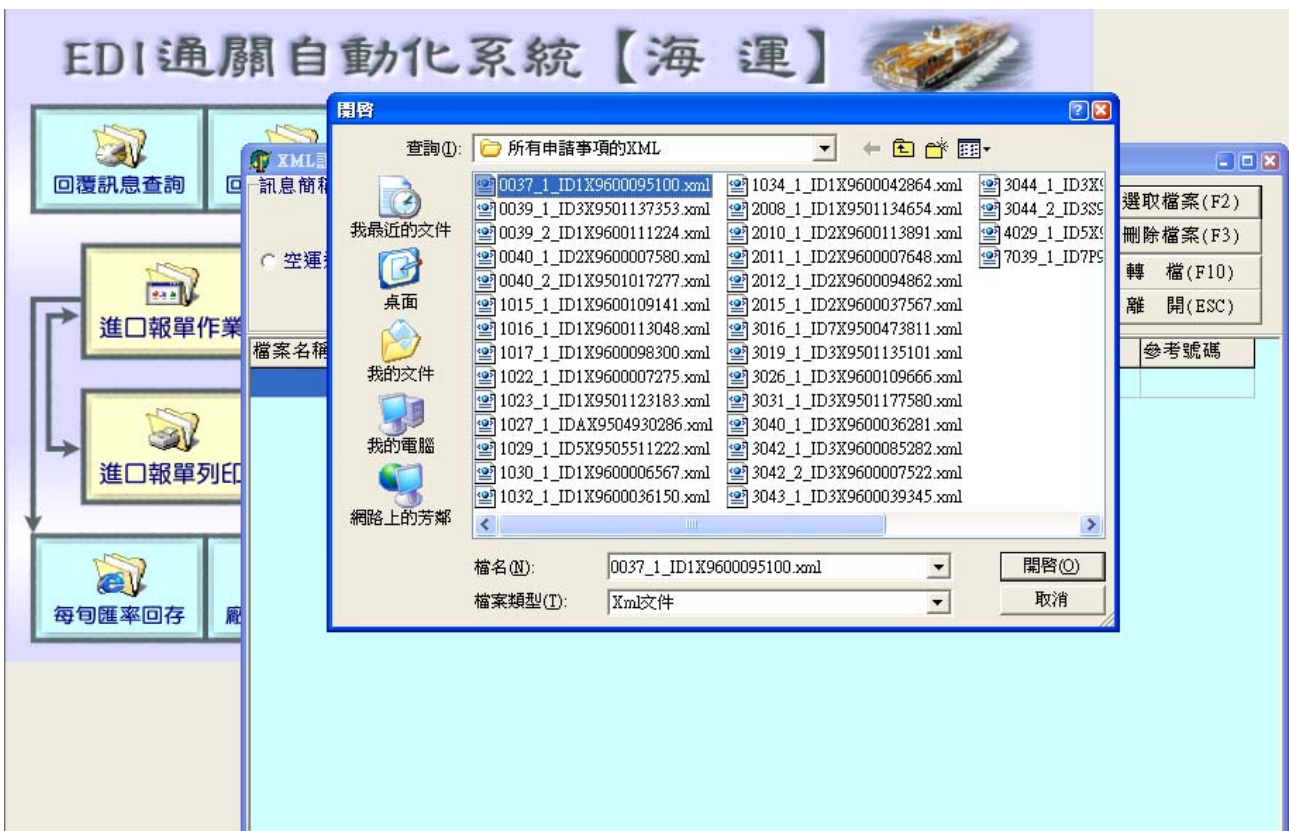 EDI通關自動化系統【海 運】
開啓
查詢(I):
所有申請事項的XML
回覆訊息查詢
回
XML
訊息簡稱
空運
進口報單作業
檔案名稱
進口報單列印
每旬匯率回存
廠
我最近的文件
桌面
我的文件
我的電腦
網路上的芳鄰
0037_1_ID1X9600095100.xml
0039_1_ID3X9501137353.xml
0039_2_ID1X9600111224.xml
0040_1_ID2X9600007580.xml
0040_2_ID1X9501017277.xml
1015_1_ID1X9600109141.xml
1016_1_ID1X9600113048.xml
1017_1_ID1X9600098300.xml
1022_1_ID1X9600007275.xml
1023_1_ID1X9501123183.xml
1027_1_IDAX9504930286.xml
1029_1_ID5X9505511222.xml
1030_1_ID1X9600006567.xml
1032_1_ID1X9600036150.xml
1034_1_ID1X9600042864.xml
2008_1_ID1X9501134654.xml
2010_1_ID2X9600113891.xml
2011_1_ID2X9600007648.xml
2012_1_ID2X9600094862.xml
2015_1_ID2X9600037567.xml
3016_1_ID7X9500473811.xml
3019_1_ID3X9501135101.xml
3026_1_ID3X9600109666.xml
3031_1_ID3X9501177580.xml
3040_1_ID3X9600036281.xml
3042_1_ID3X9600085282.xml
3042_2_ID3X9600007522.xml
3043_1_ID3X9600039345.xml
3044_1_ID3X9
3044_2_ID3S9
4029_1_ID5X9
7039_1_ID7P9
檔名(N):
0037_1_ID1X9600095100.xml
開啓(O)
檔案類型(T):
Xml文件
取消
選取檔案(F2)
刪除檔案(F3)
轉 檔(F10)
離 開(ESC)
參考號碼